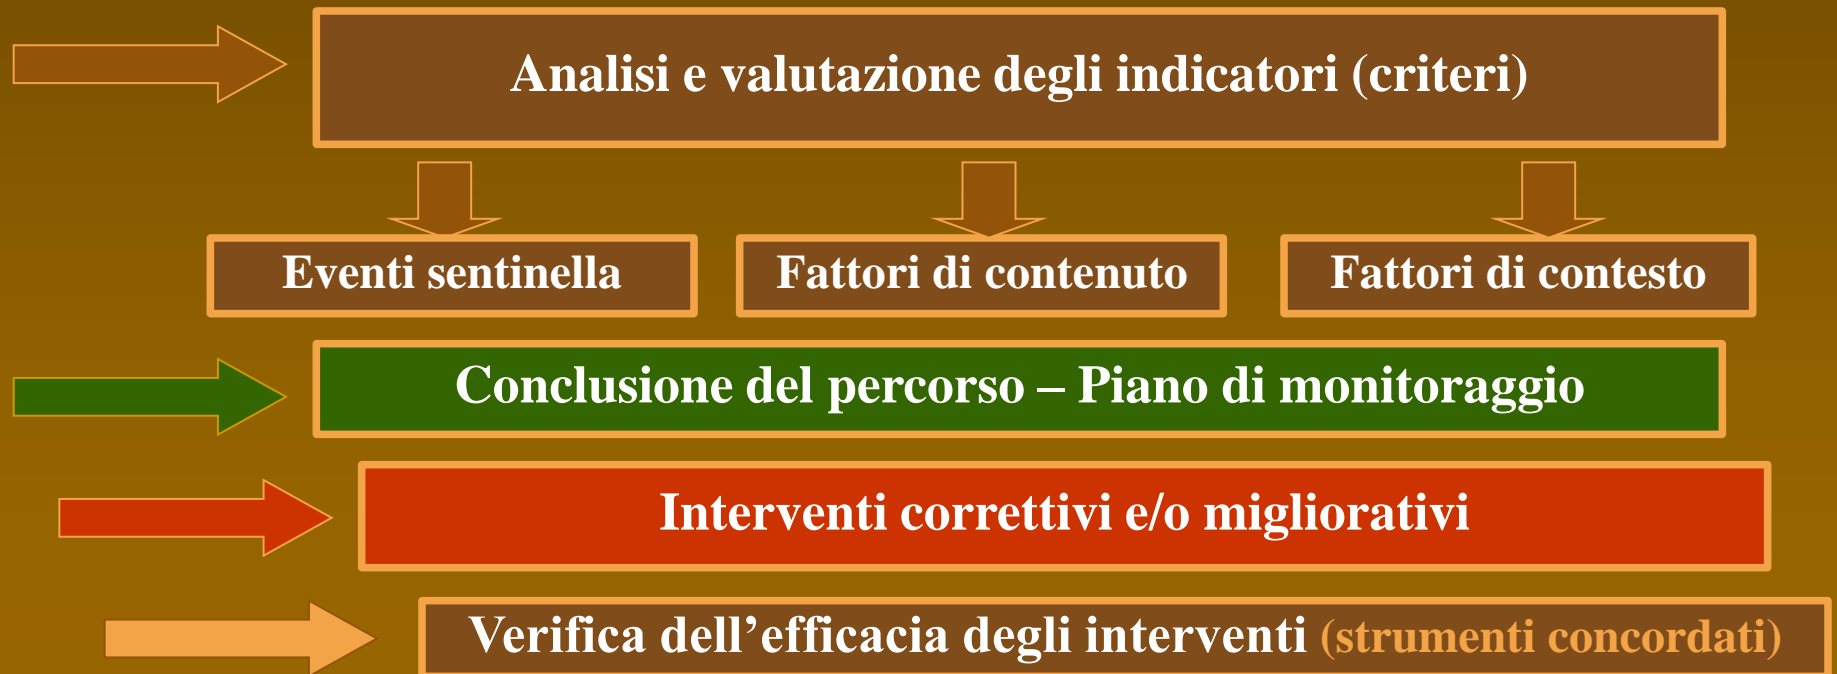 Analisi e valutazione degli indicatori (criteri)
Eventi sentinella
Fattori di contenuto
Fattori di contesto
Conclusione del percorso – Piano di monitoraggio
Interventi correttivi e/o migliorativi
Verifica dell’efficacia degli interventi (strumenti concordati)